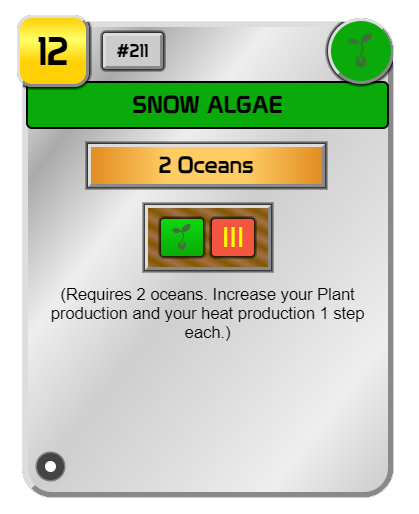 12
#211
SNOW ALGAE
2 Oceans
(Requires 2 oceans. Increase your Plant
production and your heat production 1 step
each.)